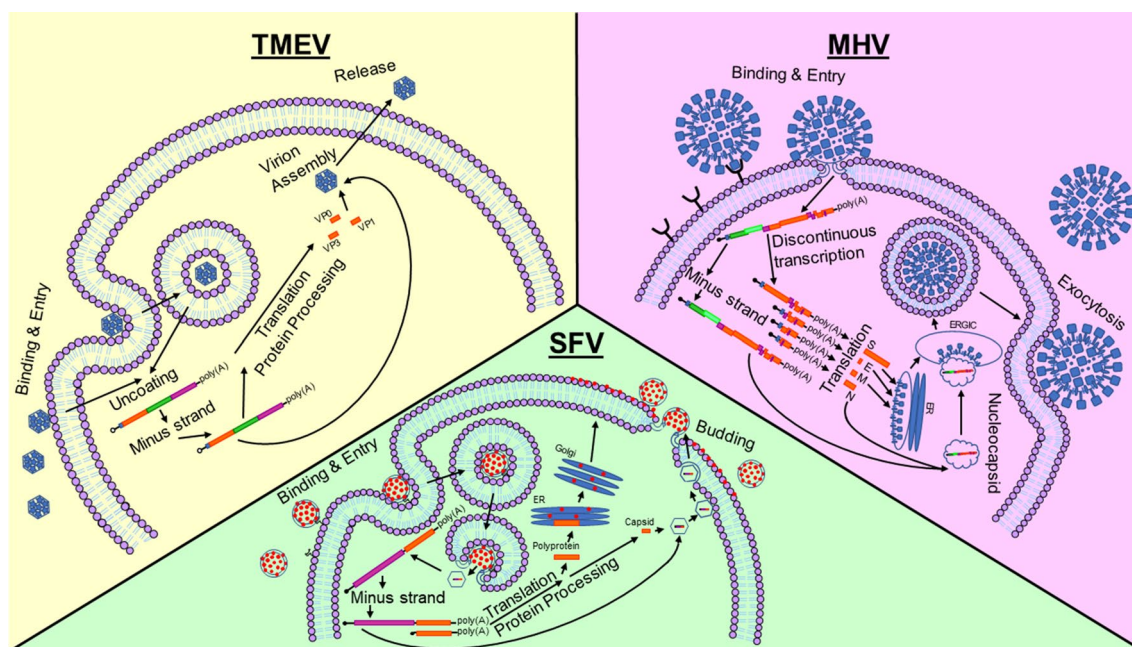 TMEV
Release
Virion
Assembly
VP0
VP1
VP3
Translation
Protein Processing
Binding & Entry
Uncoating
poly(A)
Minus strand
poly(A)
MHV
Binding & Entry
poly(A)
Discontinuous
transcription
Minus strand
poly(A)
poly(A)
poly(A)
poly(A)
poly(A)
poly(A)
Translation
S
E
M
N
ERGIC
ER
Exocytosis
Nucleocapsid
SFV
Binding & Entry
Budding
Golgi
ER
Polyprotein
Capsid
poly(A)
Minus strand
poly(A)
poly(A)
Translation
Protein Processing